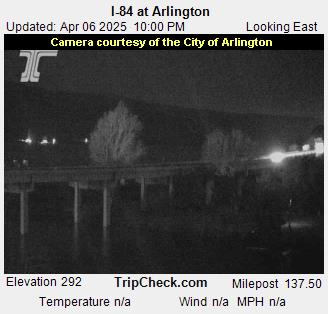 I-84 at Arlington
Updated: Apr 06 2025 10:00 PM Looking East
Camera courtesy of the City of Arlington
Elevation 292 TripCheck.com Milepost 137.50
Temperature n/a Wind n/a MPH n/a